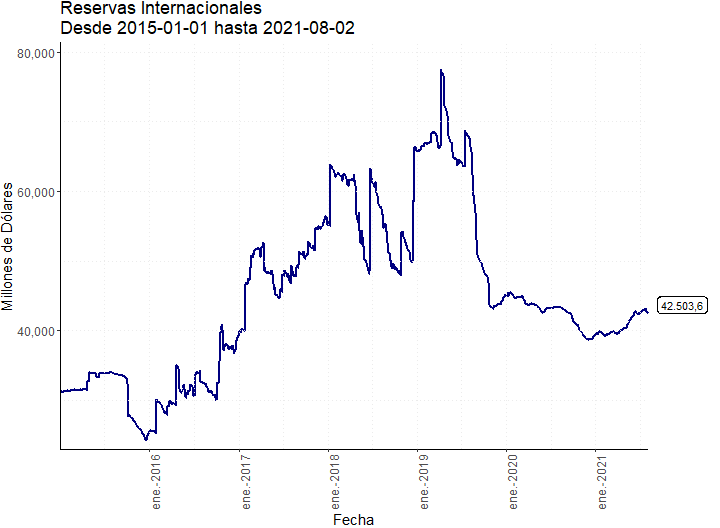 Reservas Internacionales
Desde 2015-01-01 hasta 2021-08-02
80,000
60,000
40,000
Millones de Dólares
42.503,6
ene.-2016
ene.-2017
ene.-2018
ene.-2019
ene.-2020
ene.-2021
Fecha